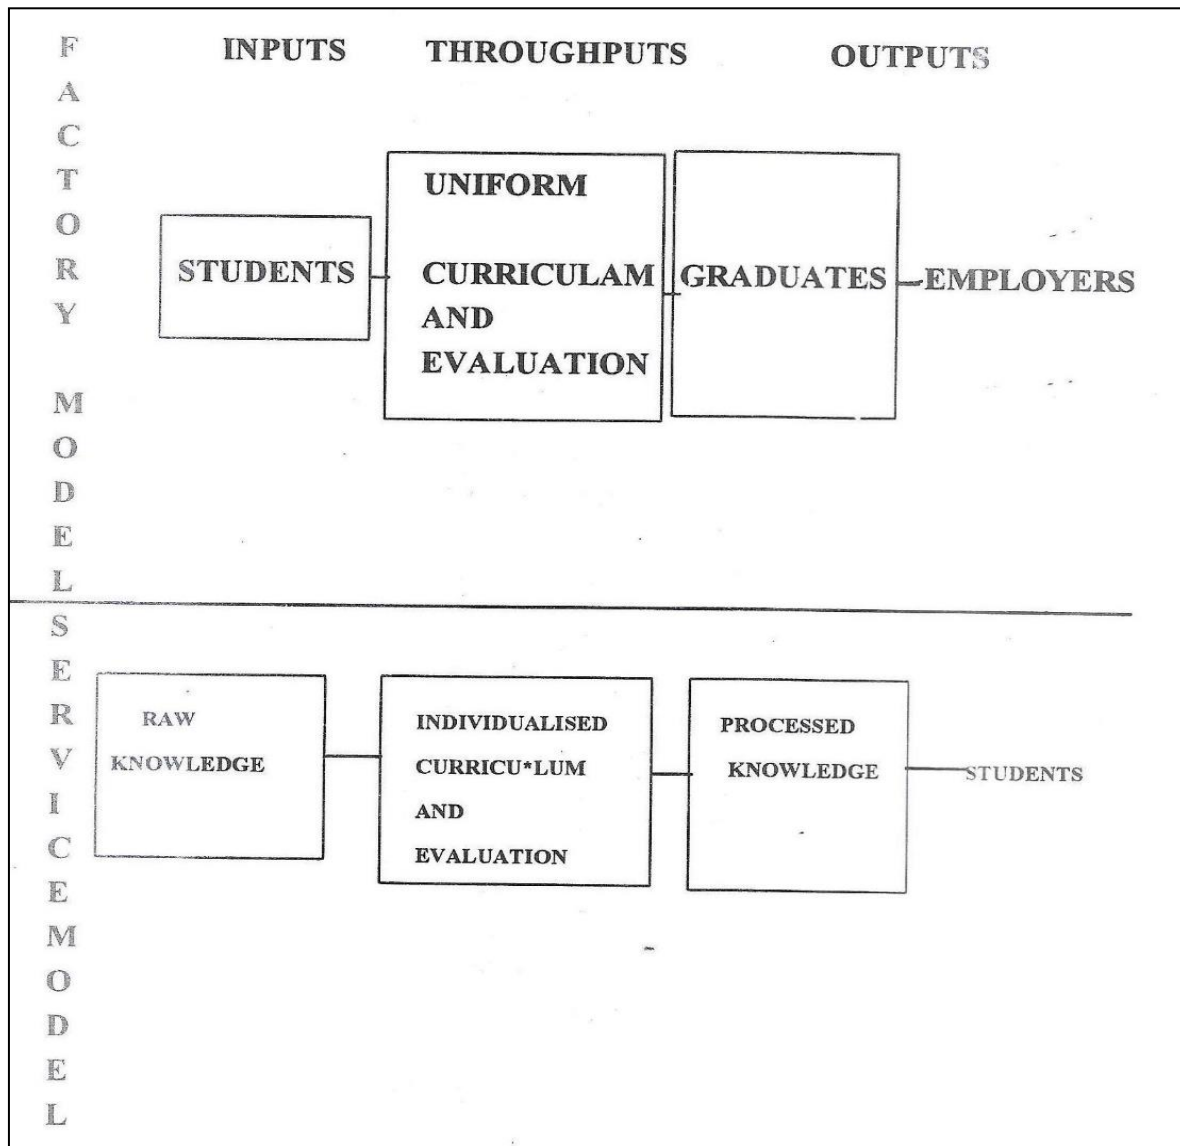 FACTORY MODEL
INPUTS THROUGHPUTS OUTPUTS
STUDENTS
UNIFORM
CURRICULAM
AND
EVALUATION
GRADUATES
EMPLOYERS
SERVICE MODEL
RAW
KNOWLEDGE
INDIVIDUALISED
CURRICU*LUM
AND
EVALUATION
PROCESSED
KNOWLEDGE
STUDENTS